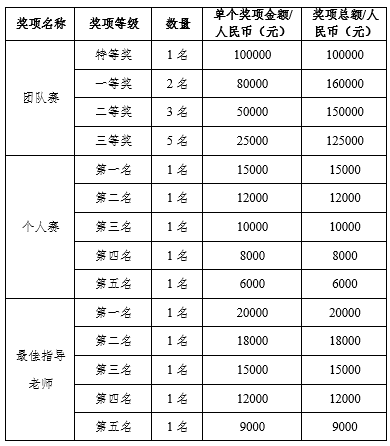 奖项名称 奖项等级 数量 单个奖项金额/人民币（元） 奖项总额/人民币（元）
团队赛 特等奖 1名 100000 100000
一等奖 2名 80000 160000
二等奖 3名 50000 150000
三等奖 5名 25000 125000
个人赛 第一名 1名 15000 15000
第二名 1名 12000 12000
第三名 1名 10000 10000
第四名 1名 8000 8000
第五名 1名 6000 6000
最佳指导老师 第一名 1名 20000 20000
第二名 1名 18000 18000
第三名 1名 15000 15000
第四名 1名 12000 12000
第五名 1名 9000 9000